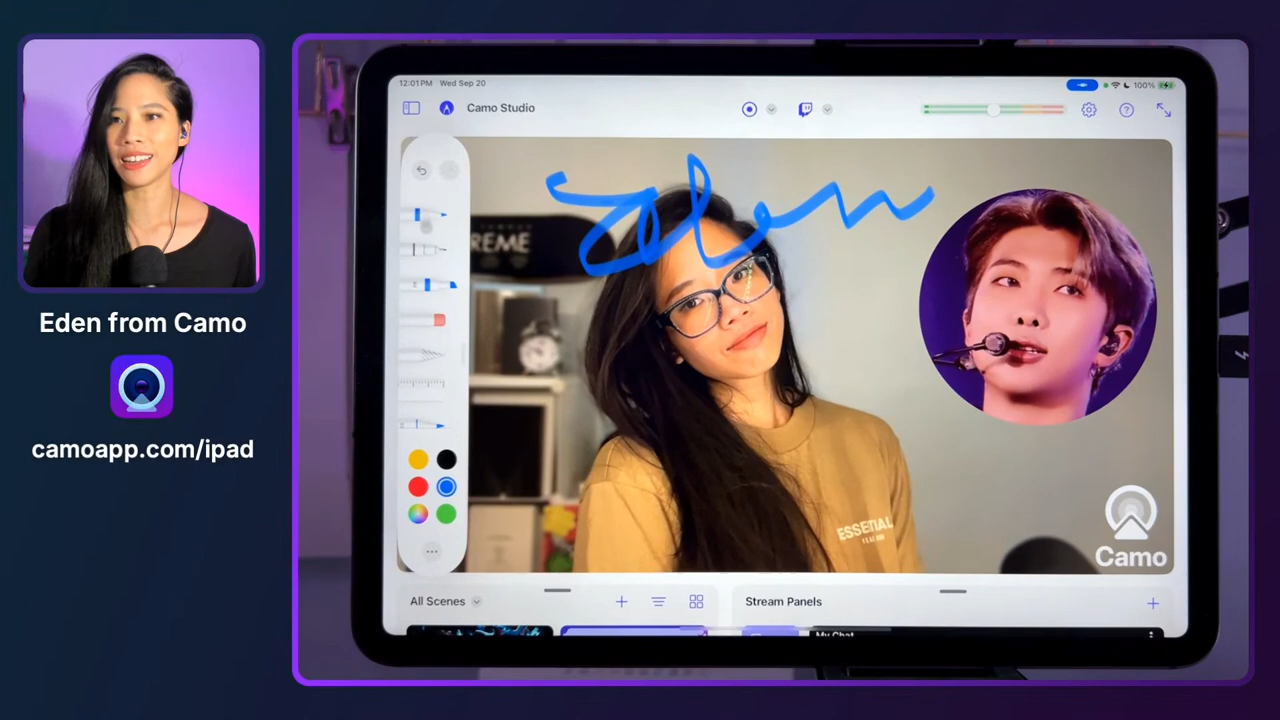 Eden from Camo
camoapp.com/ipad
12:01 PM Wed Sep 20
100%
Camo Studio
Eden
REME
ESSENTIAL
Camo
All Scenes
Stream Panels
My Chat